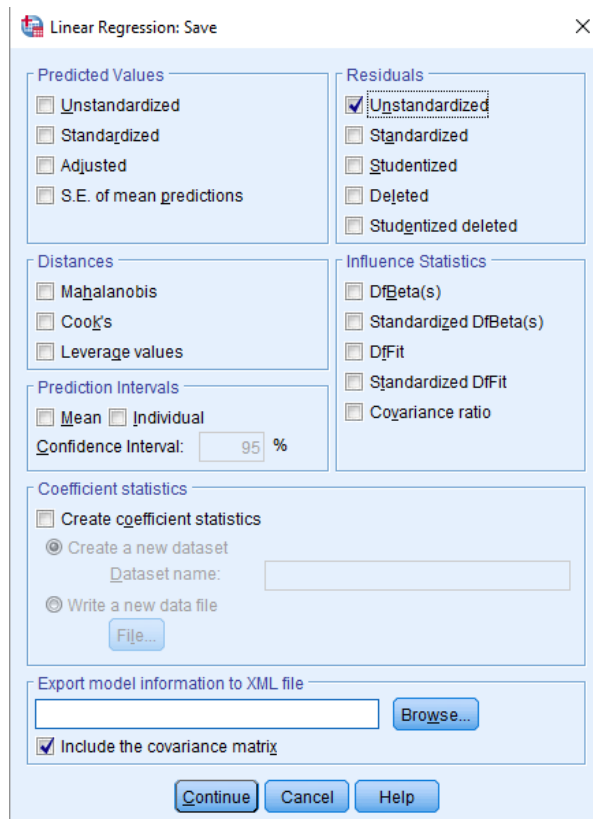 Linear Regression: Save
Predicted Values
Unstandardized
Standardized
Adjusted
S.E. of mean predictions
Residuals
Unstandardized
Standardized
Studentized
Deleted
Studentized deleted
Distances
Mahalanobis
Cook's
Leverage values
Influence Statistics
DfBeta(s)
Standardized DfBeta(s)
DfFit
Standardized DfFit
Covariance ratio
Prediction Intervals
Mean Individual
Confidence Interval: 95 %
Coefficient statistics
Create coefficient statistics
Create a new dataset
Dataset name:
Write a new data file
File...
Export model information to XML file
Browse...
Include the covariance matrix
Continue Cancel Help